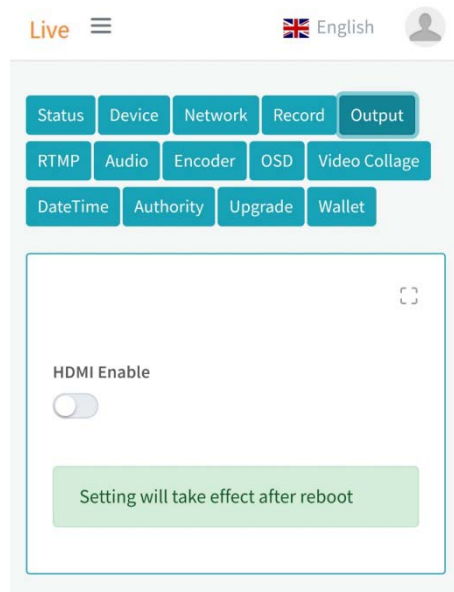 Live English
Status Device Network Record Output
RTMP Audio Encoder OSD Video Collage
DateTime Authority Upgrade Wallet
HDMI Enable
Setting will take effect after reboot